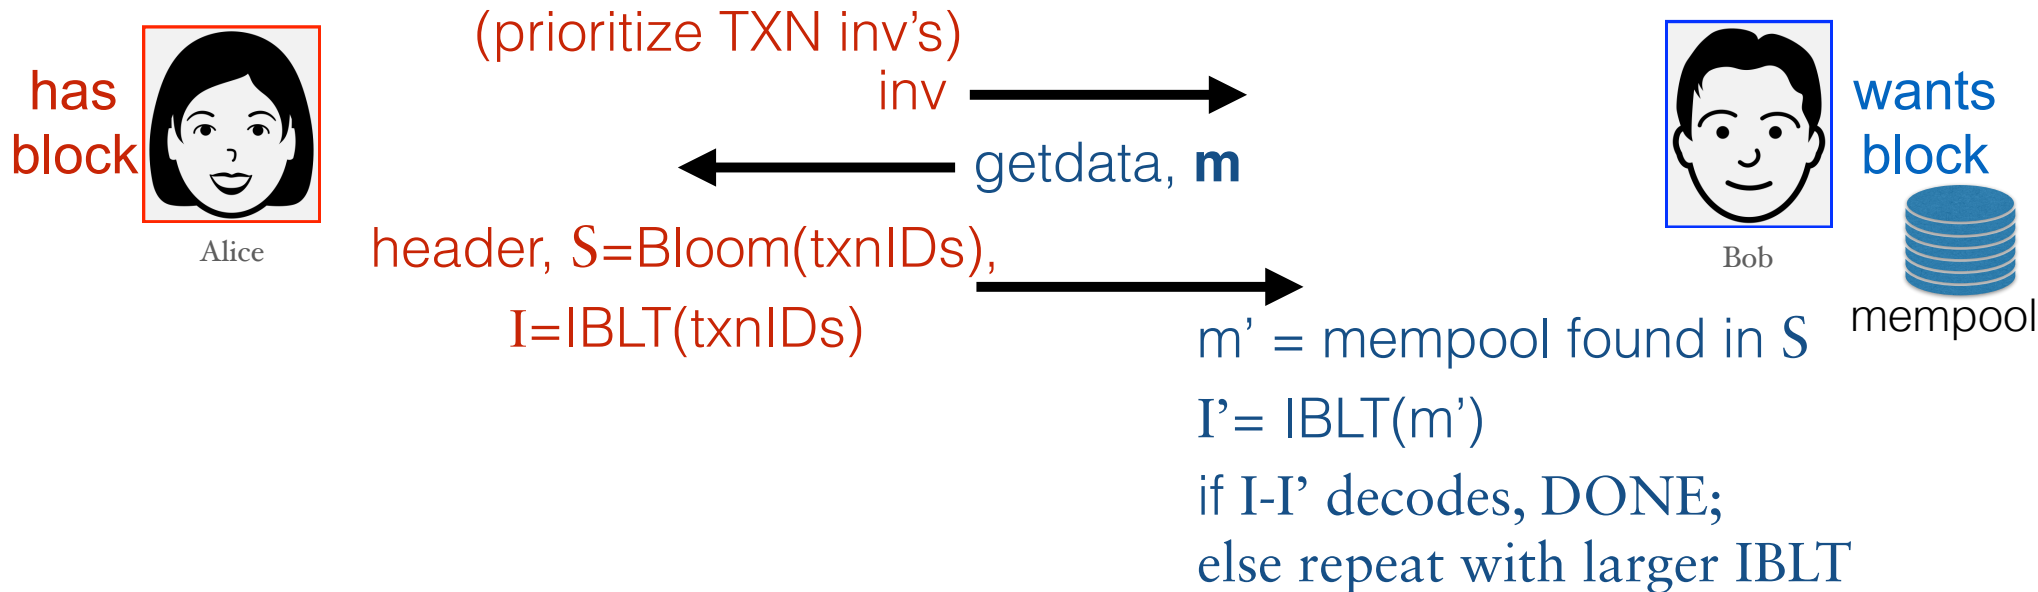 (prioritize TXN inv’s)
has
block
inv
wants
block
getdata, m
Alice
header, S=Bloom(txnIDs),
Bob
I=IBLT(txnIDs)
mempool
m’ = mempool found in S
I’= IBLT(m’)
if I-I’ decodes, DONE;
else repeat with larger IBLT